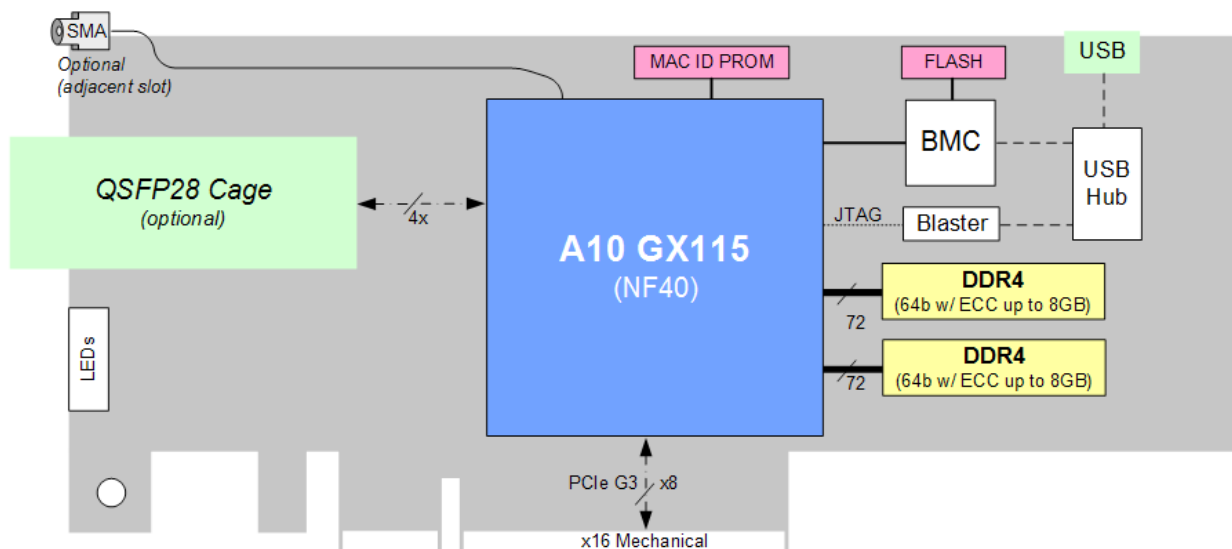 SMA
Optional
(adjacent slot)
MAC ID PROM
FLASH
USB
BMC
USB
Hub
QSFP28 Cage
(optional)
4x
A10 GX115
(NF40)
JTAG
Blaster
DDR4
(64b w/ ECC up to 8GB)
72
DDR4
(64b w/ ECC up to 8GB)
72
LEDs
PCIe G3
x8
x16 Mechanical